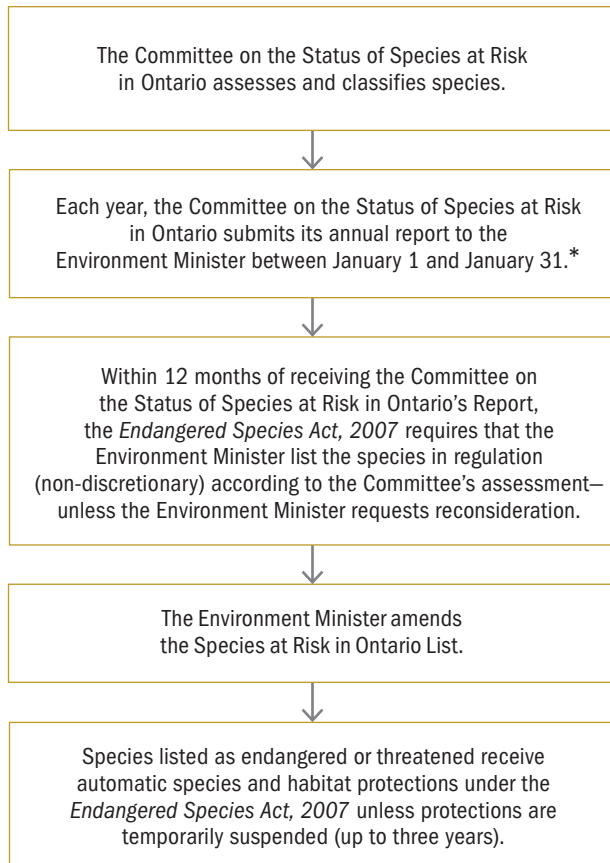 The Committee on the Status of Species at Risk
in Ontario assesses and classifies species.
Each year, the Committee on the Status of Species at Risk
in Ontario submits its annual report to the
Environment Minister between January 1 and January 31.*
Within 12 months of receiving the Committee on
the Status of Species at Risk in Ontario’s Report,
the Endangered Species Act, 2007 requires that the
Environment Minister list the species in regulation
(non-discretionary) according to the Committee’s assessment—
unless the Environment Minister requests reconsideration.
The Environment Minister amends
the Species at Risk in Ontario List.
Species listed as endangered or threatened receive
automatic species and habitat protections under the
Endangered Species Act, 2007 unless protections are
temporarily suspended (up to three years).